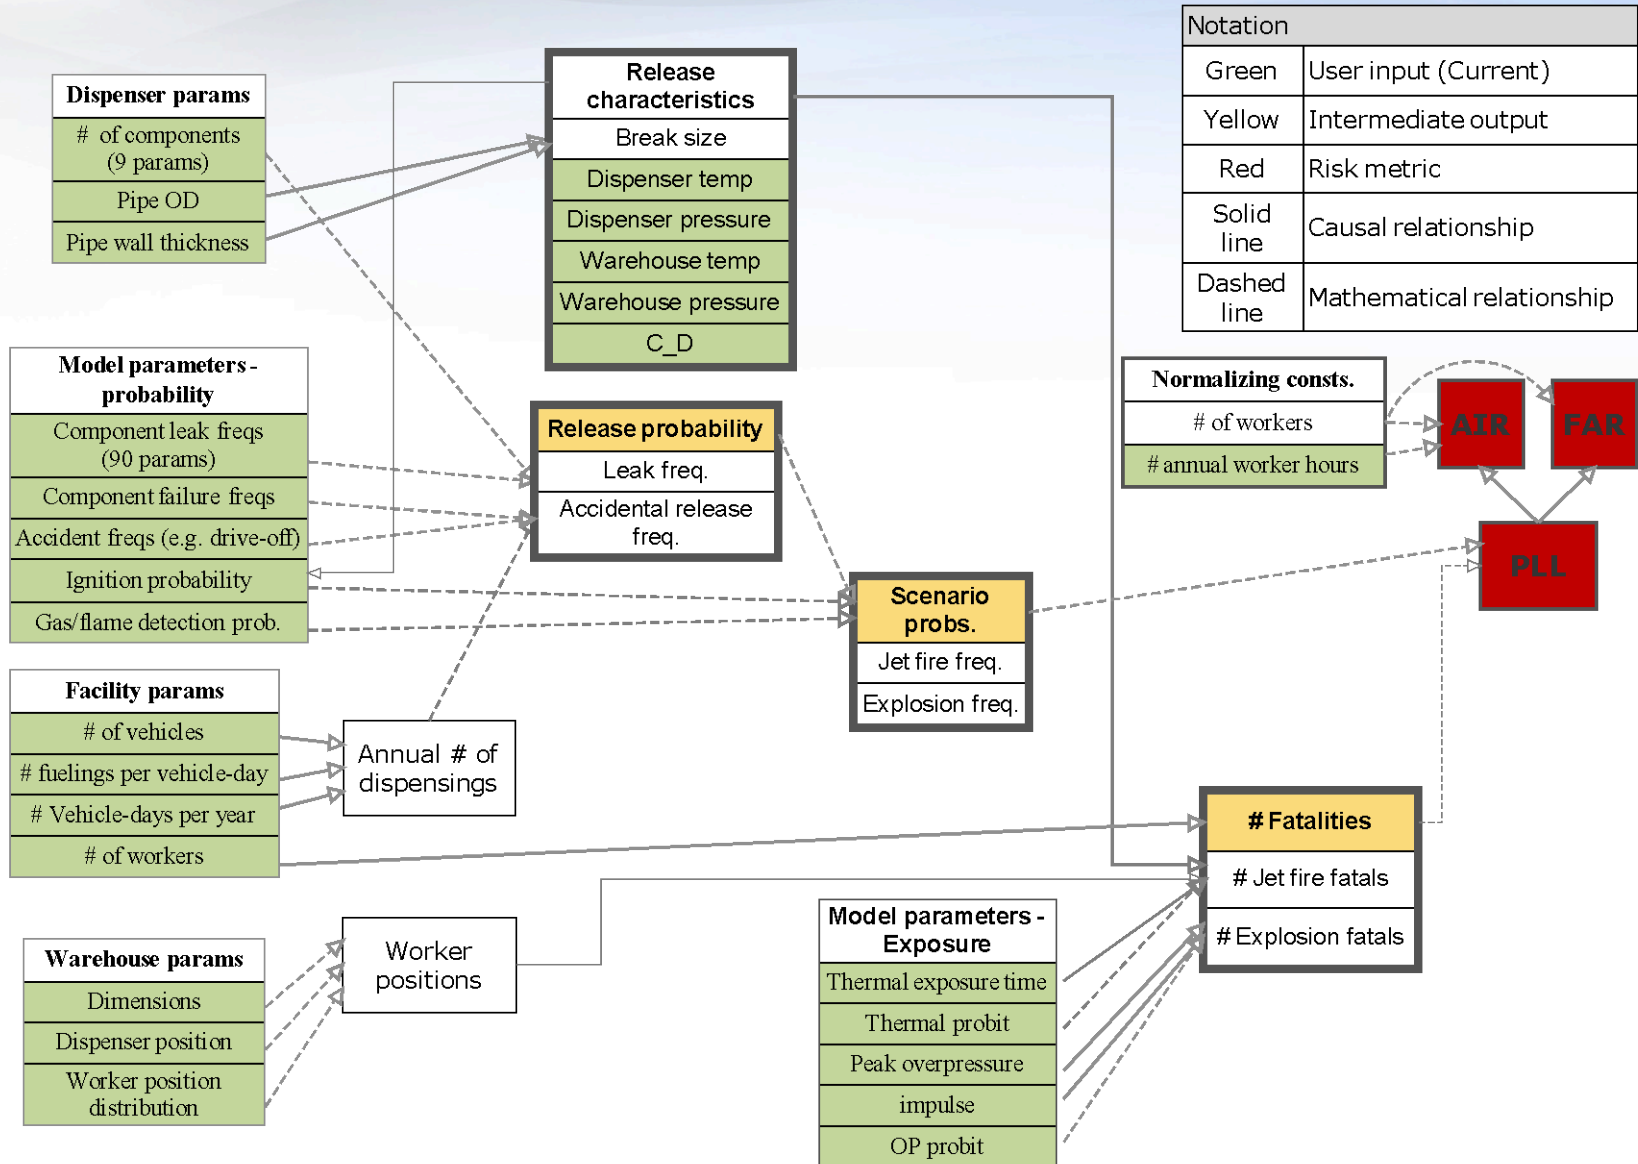 Notation
Green
User input (Current)
Yellow
Intermediate output
Red
Risk metric
Solid
line
Causal relationship
Dashed
line
Mathematical relationship
Dispenser params
# of components
(9 params)
Pipe OD
Pipe wall thickness
Release
characteristics
Break size
Dispenser temp
Dispenser pressure
Warehouse temp
Warehouse pressure
C_D
Model parameters -
probability
Component leak freqs
(90 params)
Component failure freqs
Accident freqs (e.g. drive-off)
Ignition probability
Gas/flame detection prob.
Release probability
Leak freq.
Accidental release
freq.
Normalizing consts.
# of workers
# annual worker hours
AIR
FAR
PLL
Scenario
probs.
Jet fire freq.
Explosion freq.
Facility params
# of vehicles
# fuelings per vehicle-day
# Vehicle-days per year
# of workers
Annual # of
dispensings
# Fatalities
# Jet fire fatals
# Explosion fatals
Warehouse params
Dimensions
Dispenser position
Worker position
distribution
Worker
positions
Model parameters -
Exposure
Thermal exposure time
Thermal probit
Peak overpressure
impulse
OP probit